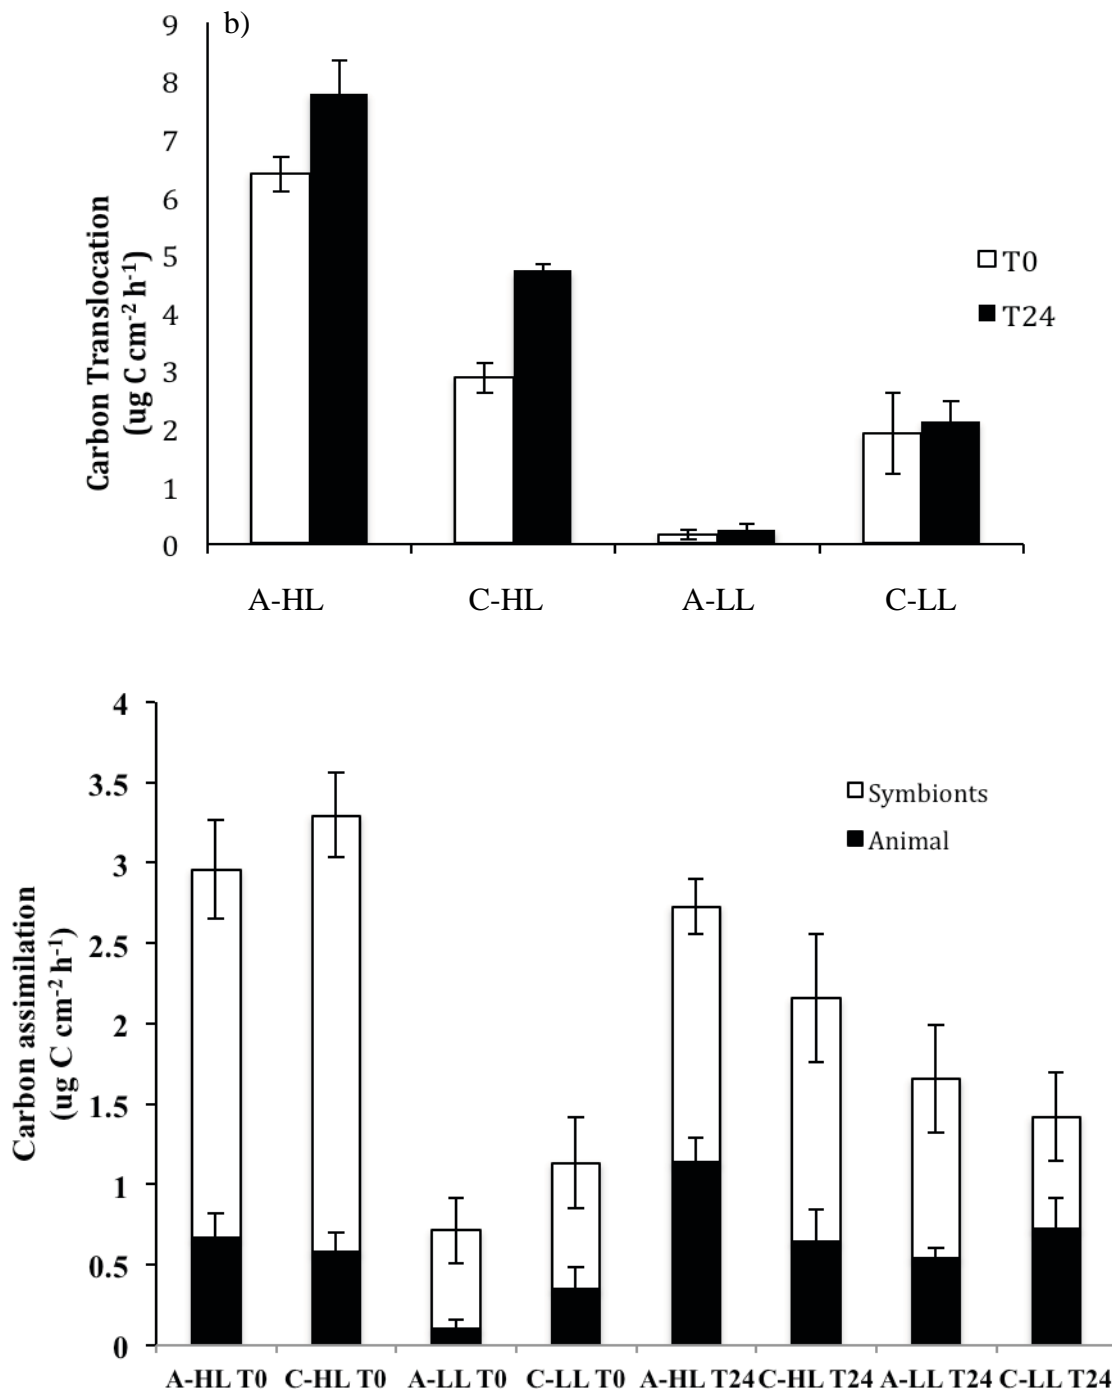 b)
9
8
7
6
5
4
3
2
1
0
Carbon Translocation
(ug C cm-2 h-1)
T0
T24
A-HL C-HL A-LL C-LL
4
3.5
3
2.5
2
1.5
1
0.5
0
Carbon assimilation
(ug C cm-2 h-1)
Symbionts
Animal
A-HL T0 C-HL T0 A-LL T0 C-LL T0 A-HL T24 C-HL T24 A-LL T24 C-LL T24